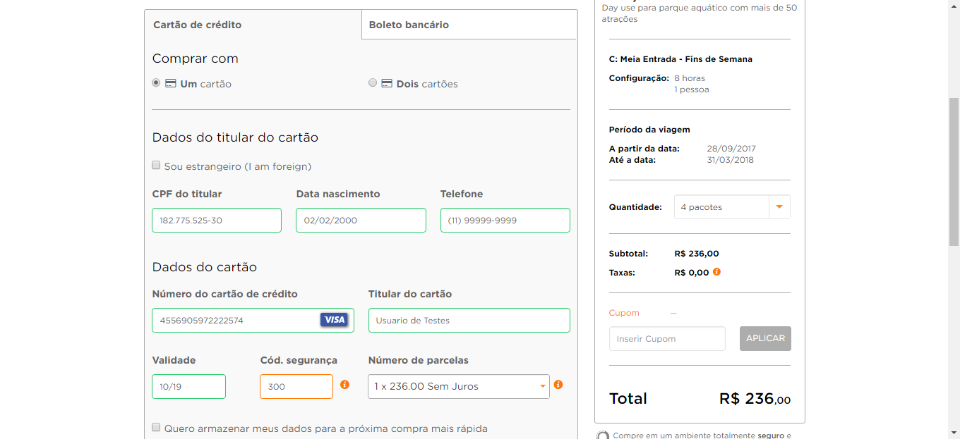 Cartão de crédito
Boleto bancário
Comprar com
Um cartão
Dois cartões
Dados do titular do cartão
Sou estrangeiro (I am foreign)
CPF do titular
Data nascimento
Telefone
182.775.525-30
02/02/2000
(11) 99999-9999
Dados do cartão
Número do cartão de crédito
Titular do cartão
4556905972222574
VISA
Usuario de Testes
Validade
Cód. segurança
Número de parcelas
10/19
300
1 x 236.00 Sem Juros
Quero armazenar meus dados para a próxima compra mais rápida
Day use para parque aquático com mais de 50
atrações
C: Meia Entrada - Fins de Semana
Configuração: 8 horas
1 pessoa
Período da viagem
A partir da data: 28/09/2017
Até a data: 31/03/2018
Quantidade: 4 pacotes
Subtotal: R$ 236,00
Taxas: R$ 0,00
Cupom —
Inserir Cupom
APLICAR
Total R$ 236,00
Compre em um ambiente totalmente seguro e